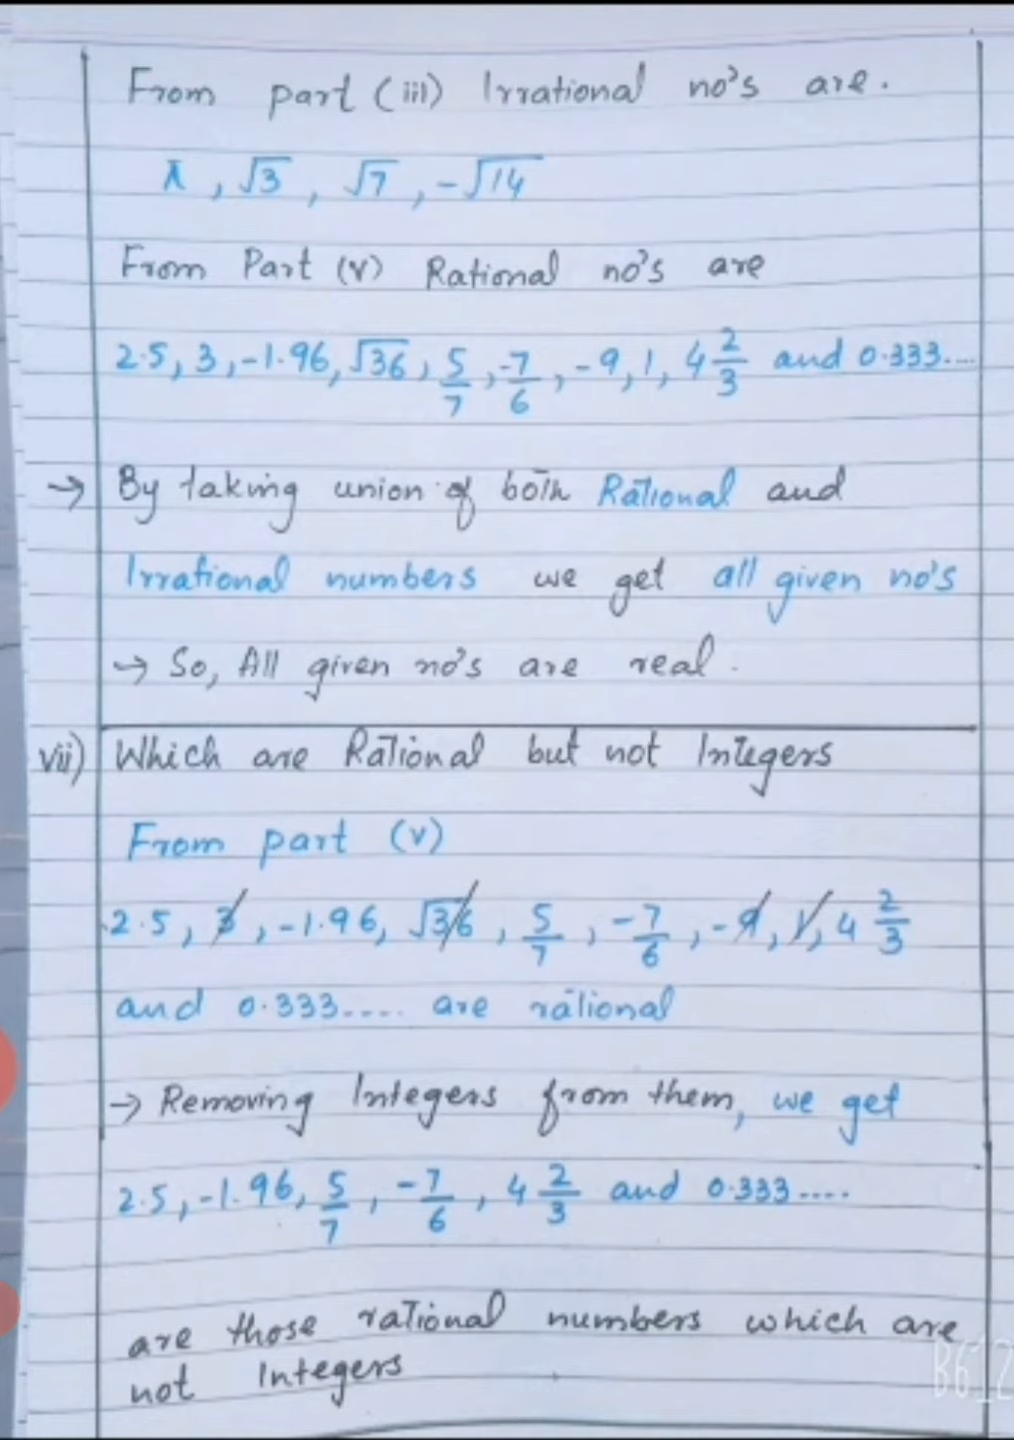 From part (iii) Irrational no's are.
π, √3, √7, -√14
From Part (v) Rational no's are
2.5, 3, -1.96, √36, 5/7, -7/6, -9, 1, 4 2/3 and 0.333....
→ By taking union of both Rational and
Irrational numbers we get all given no's
→ So, All given no's are real.
vii) Which are Rational but not Integers
From part (v)
2.5, 3, -1.96, √36, 5/7, -7/6, -9, 1, 4 2/3
and 0.333.... are rational
→ Removing Integers from them, we get
2.5, -1.96, 5/7, -7/6, 4 2/3 and 0.333....
are those rational numbers which are
not Integers
B612